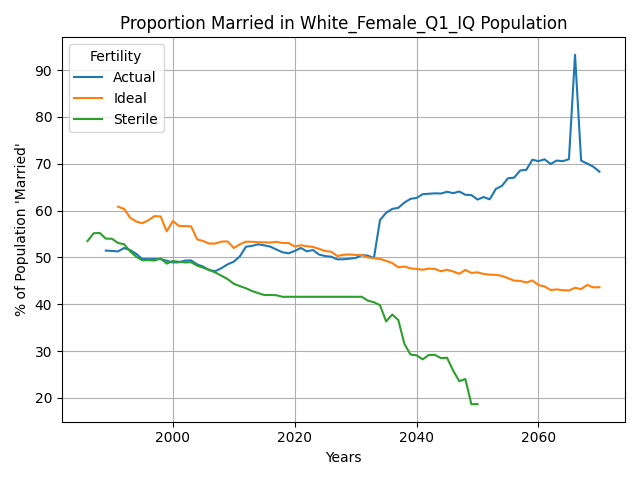 Proportion Married in White_Female_Q1_IQ Population
% of Population 'Married'
Fertility
Actual
Ideal
Sterile
90
80
70
60
50
40
30
20
2000
2020
2040
2060
Years